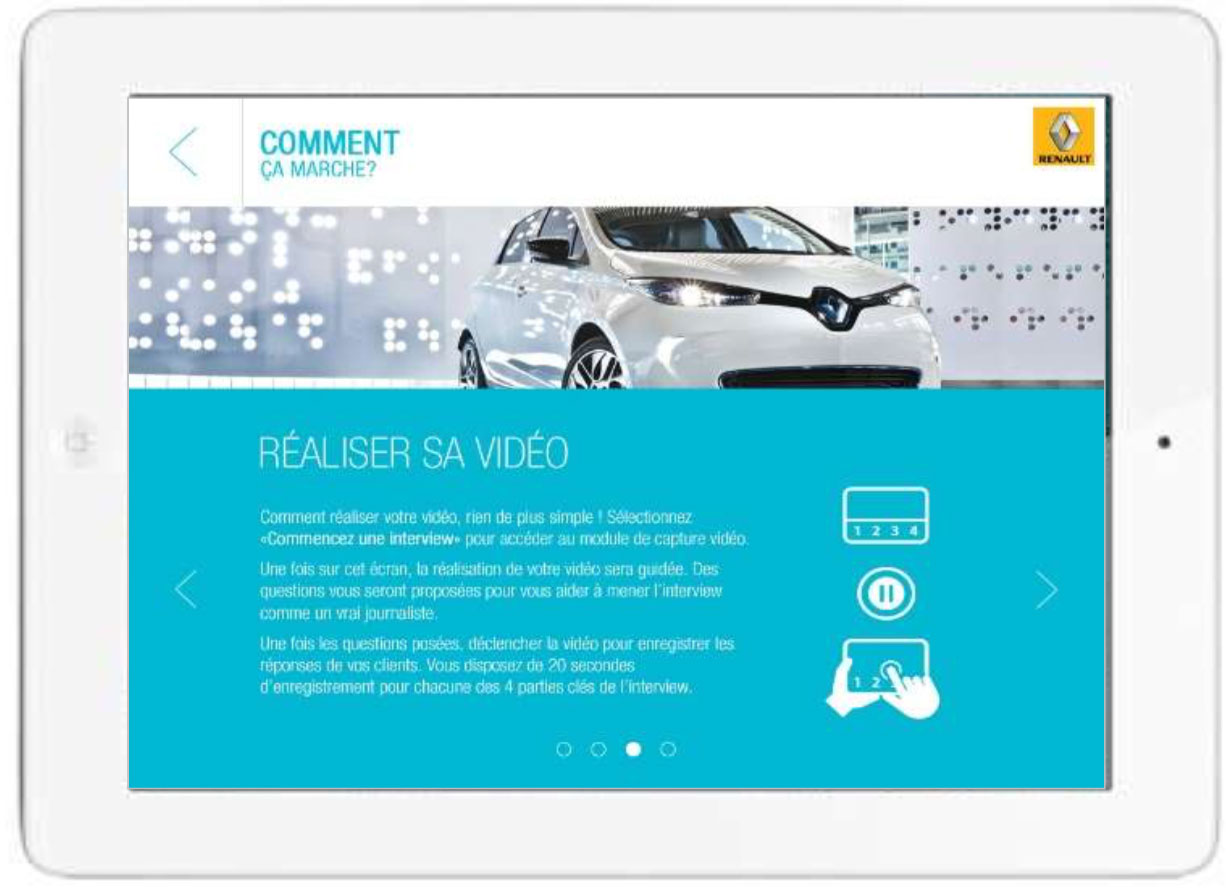 COMMENT
ÇA MARCHE?
RENAULT
RÉALISER SA VIDÉO
Comment réaliser votre vidéo, rien de plus simple ! Sélectionnez
«Commencez une interview» pour accéder au module de capture vidéo.
Une fois sur cet écran, la réalisation de votre vidéo sera guidée. Des
questions vous seront proposées pour vous aider à mener l'interview
comme un vrai journaliste.
Une fois les questions posées, déclencher la vidéo pour enregistrer les
réponses de vos clients. Vous disposez de 20 secondes
d'enregistrement pour chacune des 4 parties clés de l'interview.
1 2 3 4
1 2